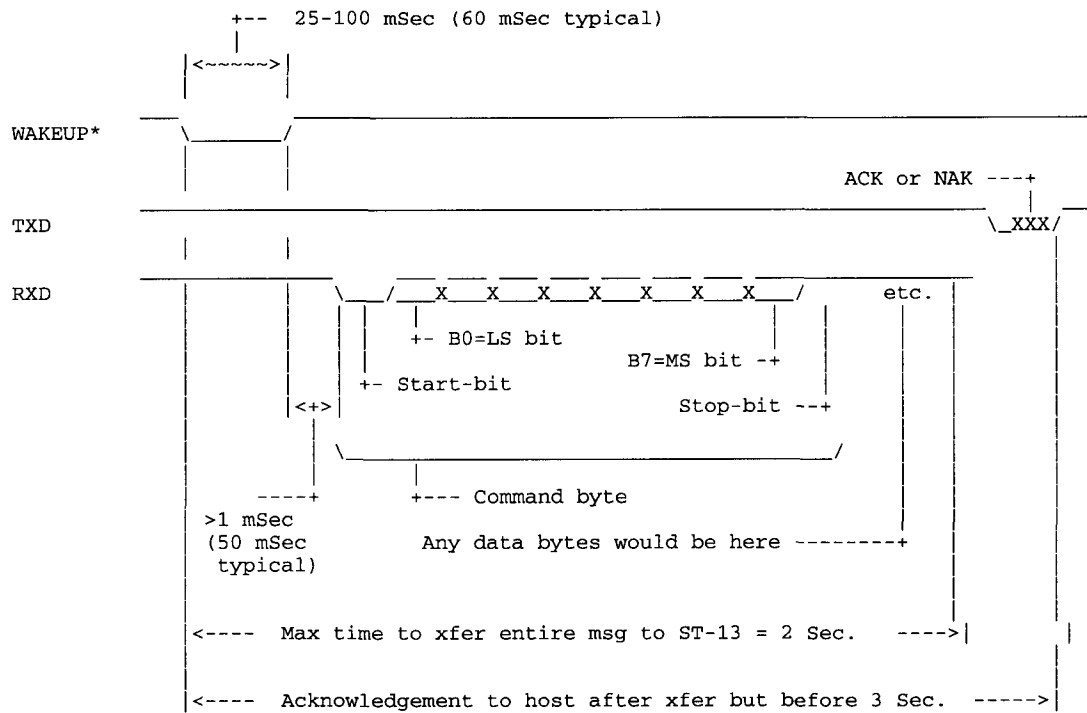 25-100 mSec (60 mSec typical)
WAKEUP*
ACK or NAK
TXD
XXX
RXD
X X X X X X X etc.
B0=LS bit
B7=MS bit
Start-bit
Stop-bit
Command byte
>1 mSec
(50 mSec
Any data bytes would be here
typical)
Max time to xfer entire msg to ST-13 = 2 Sec.
Acknowledgement to host after xfer but before 3 Sec.